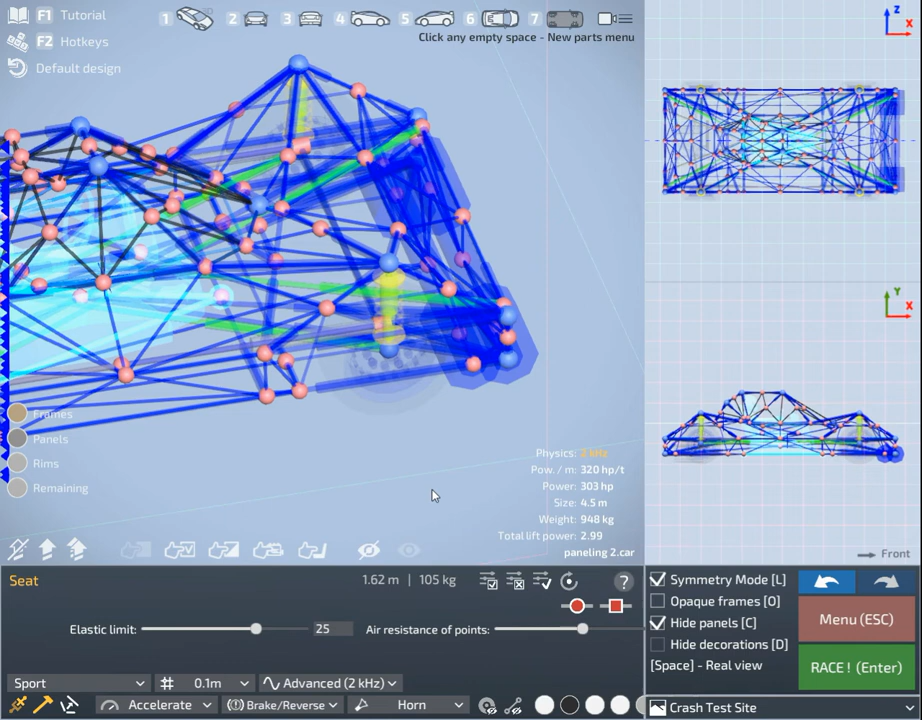 F1 Tutorial
F2 Hotkeys
Default design
1 2 3 4 5 6 7
Click any empty space - New parts menu
Z
X
Y
X
Frames
Panels
Rims
Remaining
Physics: 2 kHz
Pow. / m: 320 hp/t
Power: 303 hp
Size: 4.5 m
Weight: 948 kg
Total lift power: 2.99
paneling 2.car
Front
Seat
1.62 m | 105 kg
?
Elastic limit: 25
Air resistance of points:
Sport
0.1m
Advanced (2 kHz)
Accelerate
Brake/Reverse
Horn
Symmetry Mode [L]
Opaque frames [O]
Hide panels [C]
Hide decorations [D]
[Space] - Real view
Menu (ESC)
RACE! (Enter)
Crash Test Site